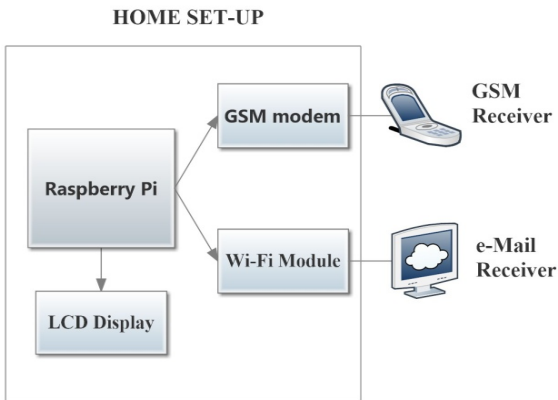 HOME SET-UP
GSM modem
GSM
Receiver
Raspberry Pi
Wi-Fi Module
e-Mail
Receiver
LCD Display